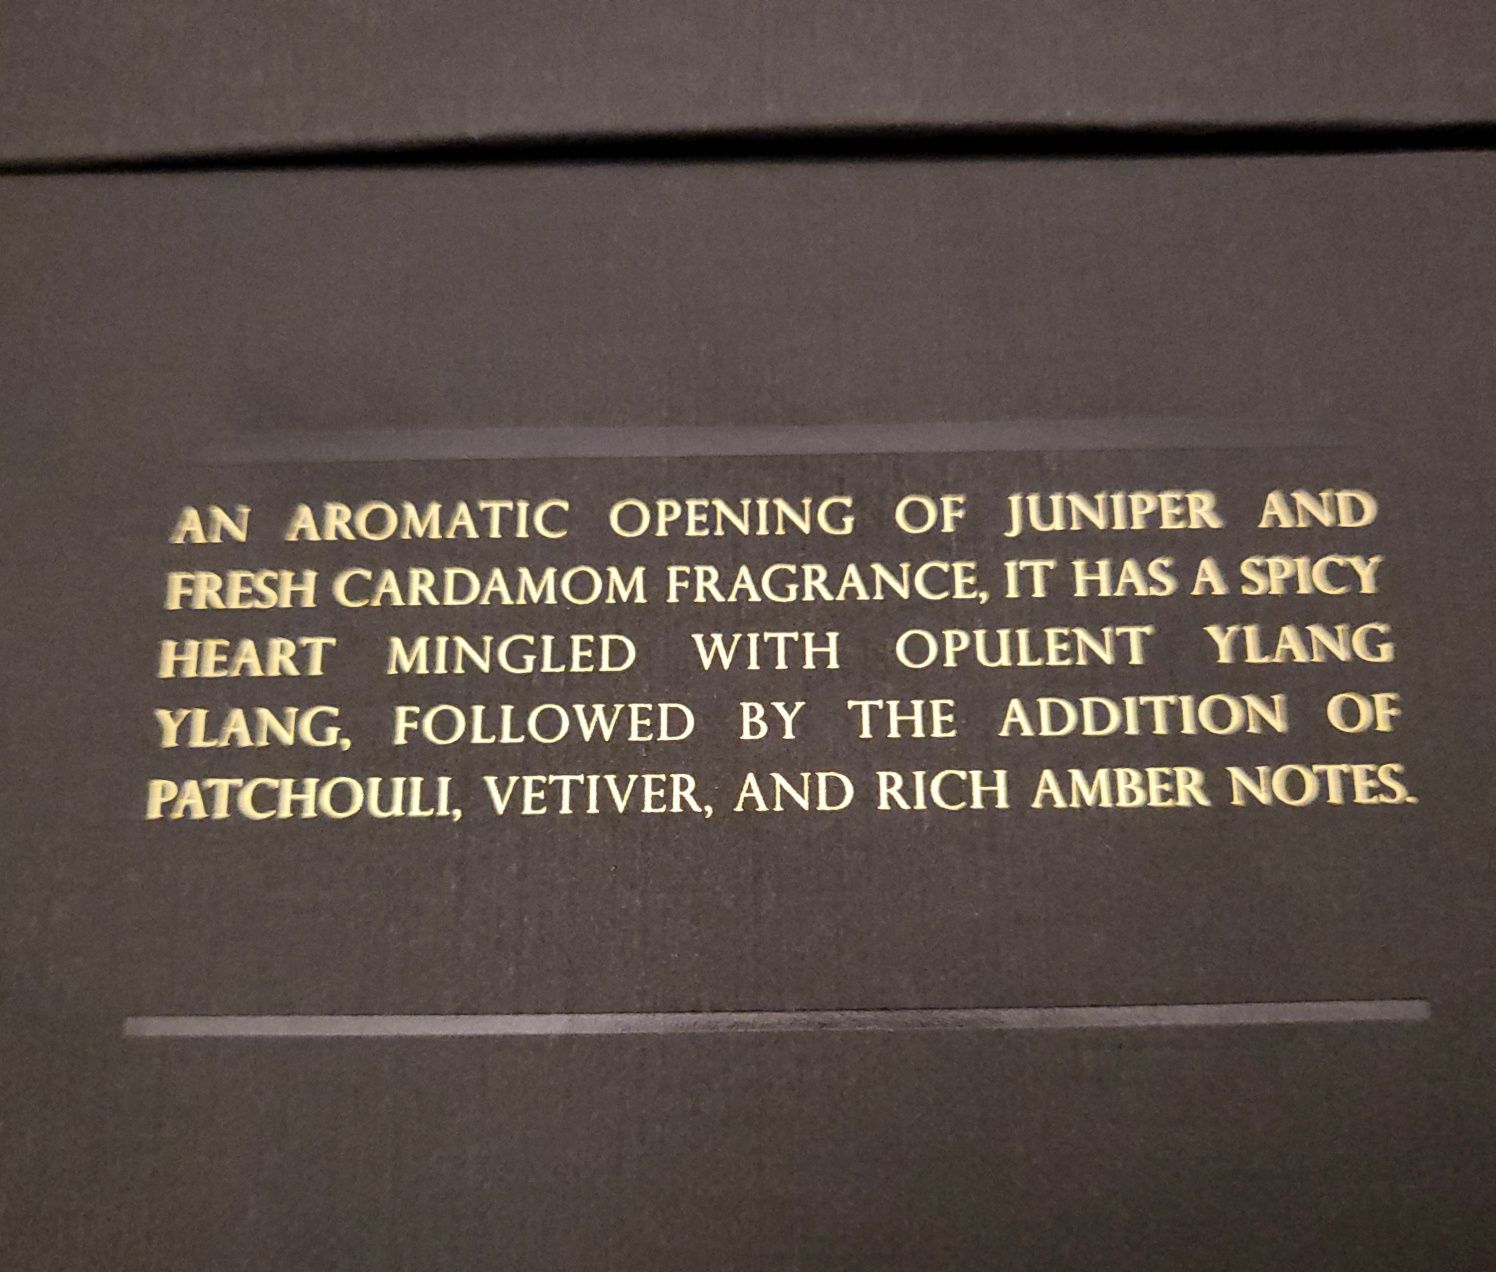 AN AROMATIC OPENING OF JUNIPER AND
FRESH CARDAMOM FRAGRANCE, IT HAS A SPICY
HEART MINGLED WITH OPULENT YLANG
YLANG, FOLLOWED BY THE ADDITION OF
PATCHOULI, VETIVER, AND RICH AMBER NOTES.